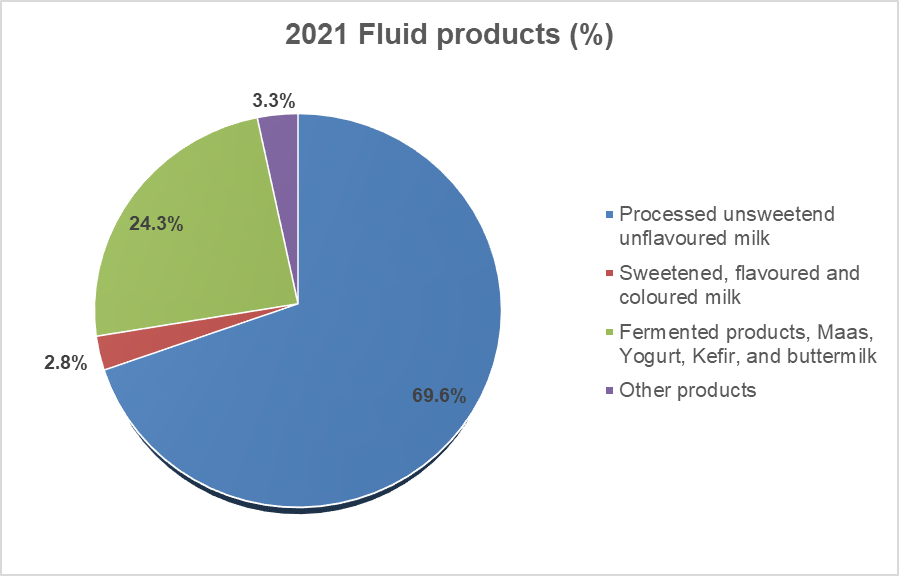 2021 Fluid products (%)
3.3%
24.3%
2.8%
69.6%
Processed unsweetend
unflavoured milk
Sweetened, flavoured and
coloured milk
Fermented products, Maas,
Yogurt, Kefir, and buttermilk
Other products